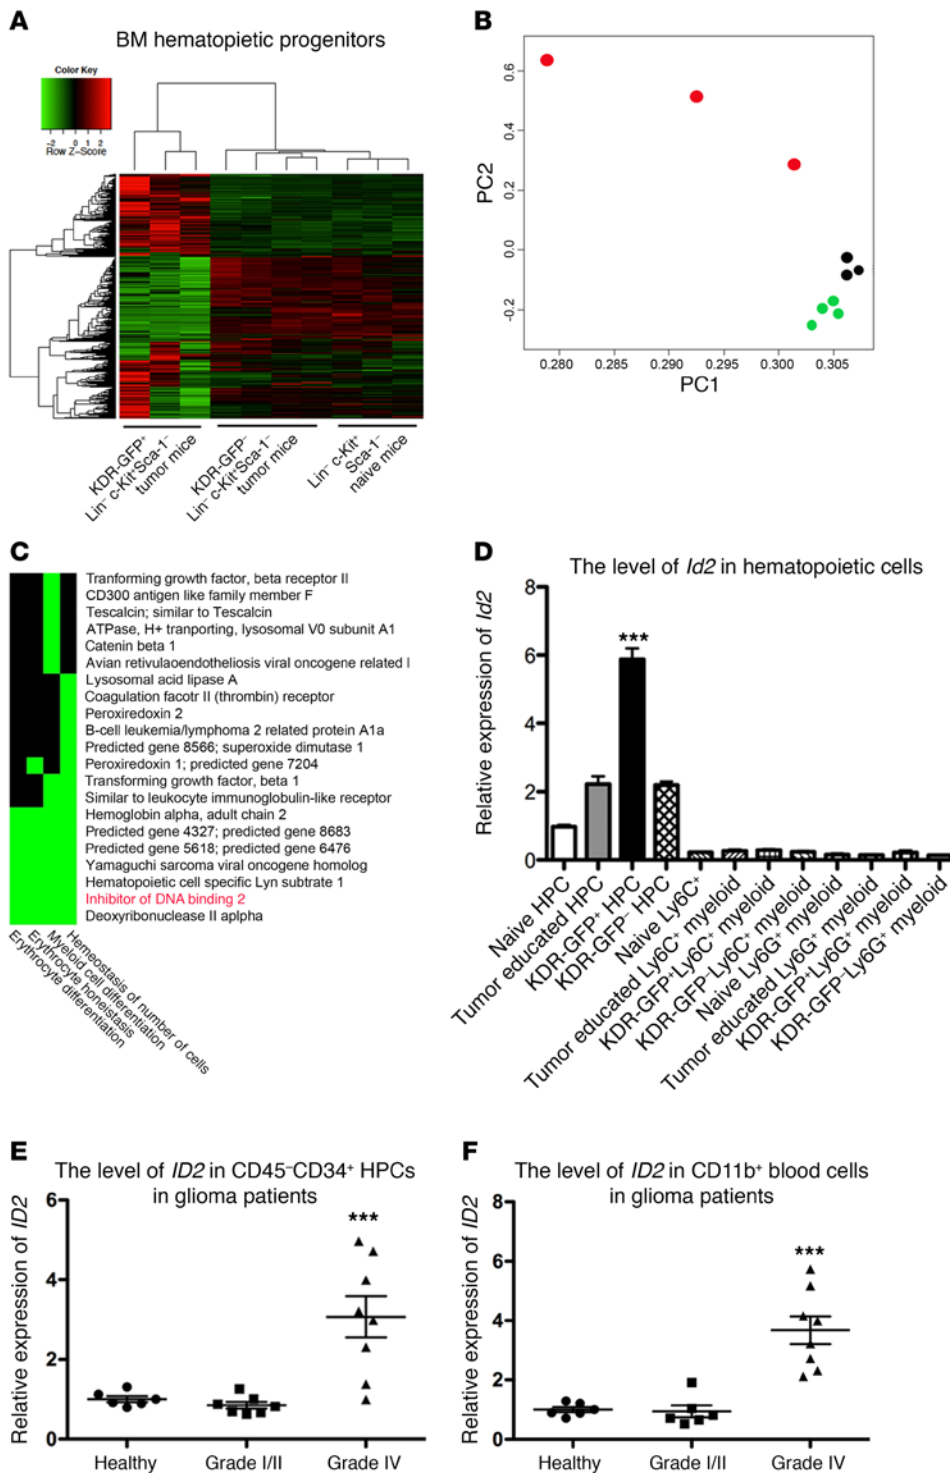 A
BM hematopietic progenitors
Color Key
-2 0 1 2
Row Z-Score
KDR-GFP⁺
Lin⁻ c-Kit⁺Sca-1⁻
tumor mice
KDR-GFP⁻
Lin⁻ c-Kit⁺Sca-1⁻
tumor mice
Lin⁻ c-Kit⁺
Sca-1⁻
naive mice
B
PC2
0.6
0.4
0.2
0.0
-0.2
0.280 0.285 0.290 0.295 0.300 0.305
PC1
C
Tranforming growth factor, beta receptor II
CD300 antigen like family member F
Tescalcin; similar to Tescalcin
ATPase, H+ tranporting, lysosomal V0 subunit A1
Catenin beta 1
Avian retivulaoendotheliosis viral oncogene related l
Lysosomal acid lipase A
Coagulation facotr II (thrombin) receptor
Peroxiredoxin 2
B-cell leukemia/lymphoma 2 related protein A1a
Predicted gene 8566; superoxide dimutase 1
Peroxiredoxin 1; predicted gene 7204
Transforming growth factor, beta 1
Similar to leukocyte immunoglobulin-like receptor
Hemoglobin alpha, adult chain 2
Predicted gene 4327; predicted gene 8683
Predicted gene 5618; predicted gene 6476
Yamaguchi sarcoma viral oncogene homolog
Hematopoietic cell specific Lyn subtrate 1
Inhibitor of DNA binding 2
Deoxyribonuclease II aplpha
Homeostasis of number of cells
Myeloid cell differentiation
Erythrocyte homeistasis
Erythrocyte differentiation
D
The level of Id2 in hematopoietic cells
Relative expression of Id2
8
6
4
2
0
***
Naive HPC
Tumor educated HPC
KDR-GFP⁺ HPC
KDR-GFP⁻ HPC
Naive Ly6C⁺
Tumor educated Ly6C⁺ myeloid
KDR-GFP⁺Ly6C⁺ myeloid
KDR-GFP⁻Ly6C⁺ myeloid
Naive Ly6G⁺ myeloid
Tumor educated Ly6G⁺ myeloid
KDR-GFP⁺Ly6G⁺ myeloid
KDR-GFP⁻Ly6G⁺ myeloid
E
The level of ID2 in CD45⁻CD34⁺ HPCs
in glioma patients
Relative expression of ID2
6
4
2
0
***
Healthy Grade I/II Grade IV
F
The level of ID2 in CD11b⁺ blood cells
in glioma patients
Relative expression of ID2
8
6
4
2
0
***
Healthy Grade I/II Grade IV